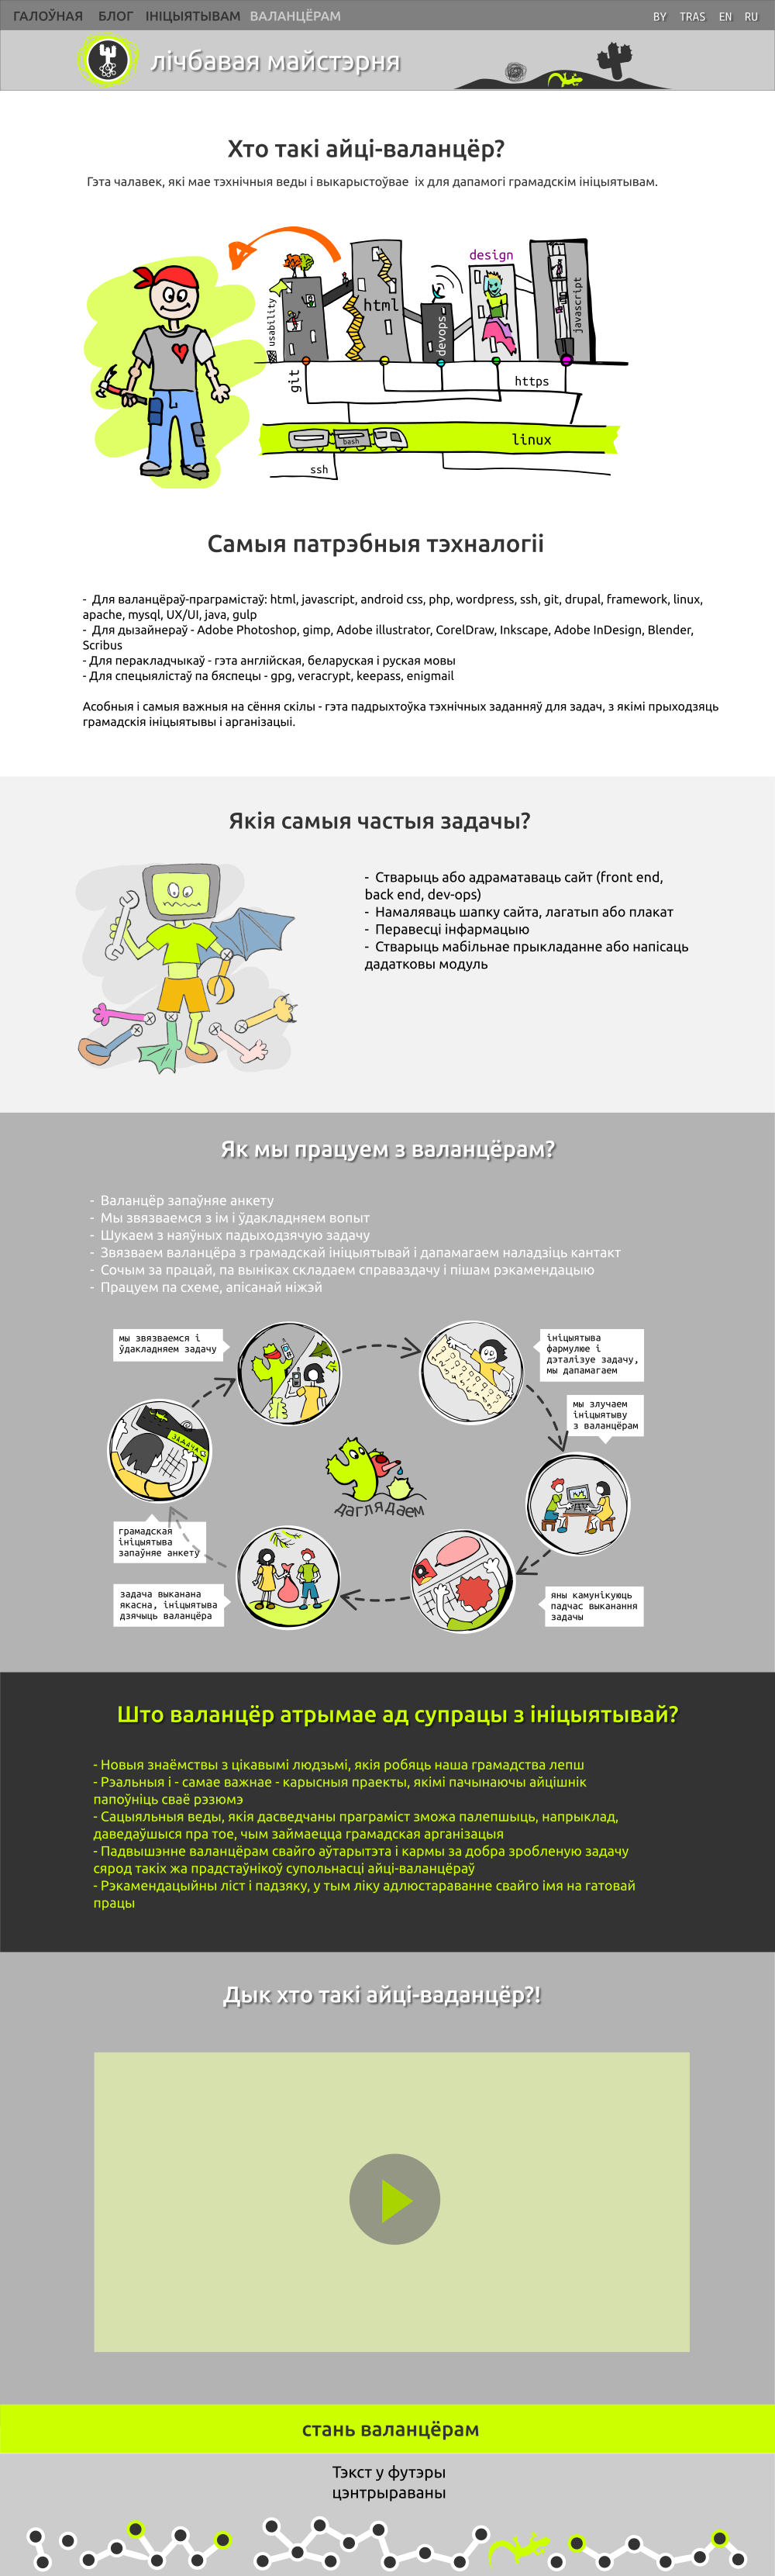 ГАЛОЎНАЯ БЛОГ ІНІЦЫЯТЫВАМ ВАЛАНЦЁРАМ BY TRAS EN RU
лічбавая майстэрня
Хто такі айці-валанцёр?
Гэта чалавек, які мае тэхнічныя веды і выкарыстоўвае іх для дапамогі грамадскім ініцыятывам.
design
usability
html
devops
javascript
git
https
bash
linux
ssh
Самыя патрэбныя тэхналогіі
- Для валанцёраў-праграмістаў: html, javascript, android css, php, wordpress, ssh, git, drupal, framework, linux,
apache, mysql, UX/UI, java, gulp
- Для дызайнераў - Adobe Photoshop, gimp, Adobe illustrator, CorelDraw, Inkscape, Adobe InDesign, Blender,
Scribus
- Для перакладчыкаў - гэта англійская, беларуская і руская мовы
- Для спецыялістаў па бяспецы - gpg, veracrypt, keepass, enigmail
Асобныя і самыя важныя на сёння скілы - гэта падрыхтоўка тэхнічных заданняў для задач, з якімі прыходзяць
грамадскія ініцыятывы і арганізацыі.
Якія самыя частыя задачы?
- Стварыць або адраматаваць сайт (front end,
back end, dev-ops)
- Намаляваць шапку сайта, лагатып або плакат
- Перавесці інфармацыю
- Стварыць мабільнае прыкладанне або напісаць
дадатковы модуль
Як мы працуем з валанцёрам?
- Валанцёр запаўняе анкету
- Мы звязваемся з ім і ўдакладняем вопыт
- Шукаем з наяўных падыходзячую задачу
- Звязваем валанцёра з грамадскай ініцыятывай і дапамагаем наладзіць кантакт
- Сочым за працай, па выніках складаем справаздачу і пішам рэкамендацыю
- Працуем па схеме, апісанай ніжэй
мы звязваемся і
ўдакладняем задачу
ініцыятыва
фармулюе і
дэталізуе задачу,
мы дапамагаем
мы злучаем
ініцыятыву
з валанцёрам
ЗАДАЧА
даглядаем
грамадская
ініцыятыва
запаўняе анкету
задача выканана
якасна, ініцыятыва
дзячыць валанцёра
яны камунікуюць
падчас выканання
задачы
Што валанцёр атрымае ад супрацы з ініцыятывай?
- Новыя знаёмствы з цікавымі людзьмі, якія робяць наша грамадства лепш
- Рэальныя і - самае важнае - карысныя праекты, якімі пачынаючы айцішнік
папоўніць сваё рэзюмэ
- Сацыяльныя веды, якія дасведчаны праграміст зможа палепшыць, напрыклад,
даведаўшыся пра тое, чым займаецца грамадская арганізацыя
- Падвышэнне валанцёрам свайго аўтарытэта і кармы за добра зробленую задачу
сярод такіх жа прадстаўнікоў супольнасці айці-валанцёраў
- Рэкамендацыйны ліст і падзяку, у тым ліку адлюстараванне свайго імя на гатовай
працы
Дык хто такі айці-ваданцёр?!
стань валанцёрам
Тэкст у футэры
цэнтрыраваны